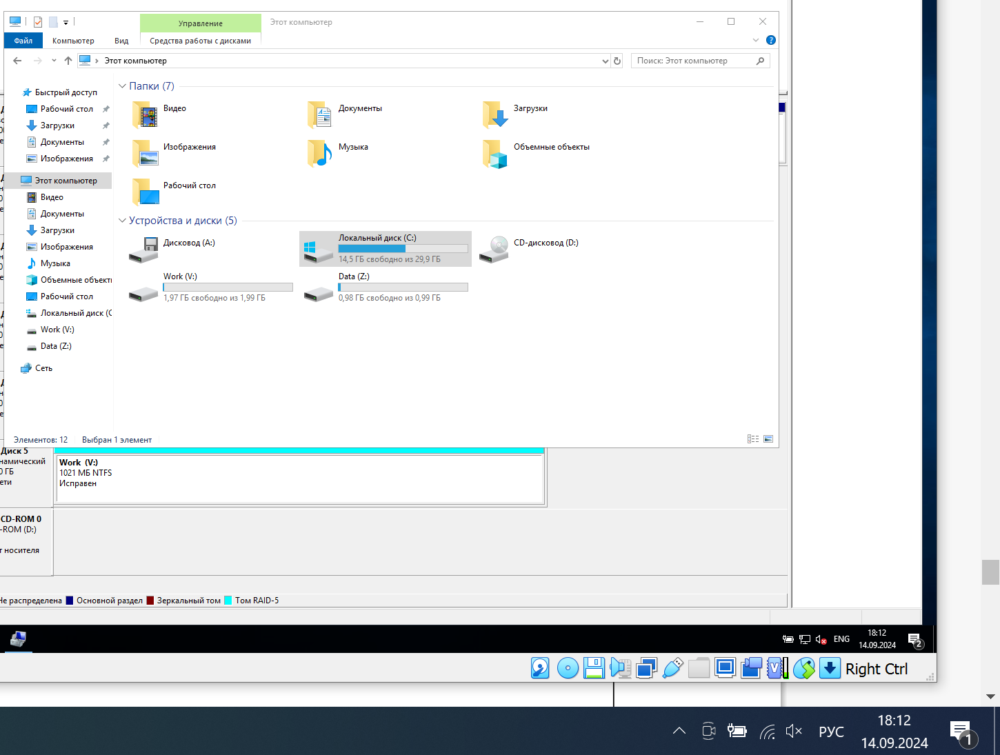 Управление
Этот компьютер
Файл
Компьютер
Вид
Средства работы с дисками
Этот компьютер
Поиск: Этот компьютер
Быстрый доступ
Рабочий стол
Загрузки
Документы
Изображения
Этот компьютер
Видео
Документы
Загрузки
Изображения
Музыка
Объемные объекты
Рабочий стол
Локальный диск (C
Work (V:)
Data (Z:)
Сеть
Папки (7)
Видео
Документы
Загрузки
Изображения
Музыка
Объемные объекты
Рабочий стол
Устройства и диски (5)
Дисковод (A:)
Локальный диск (C:)
14,5 ГБ свободно из 29,9 ГБ
CD-дисковод (D:)
Work (V:)
1,97 ГБ свободно из 1,99 ГБ
Data (Z:)
0,98 ГБ свободно из 0,99 ГБ
Элементов: 12
Выбран 1 элемент
Диск 5
намический
0 ГБ
ети
Work (V:)
1021 МБ NTFS
Исправен
CD-ROM 0
-ROM (D:)
т носителя
Не распределена
Основной раздел
Зеркальный том
Том RAID-5
ENG
18:12
14.09.2024
2
Right Ctrl
РУС
18:12
14.09.2024
1